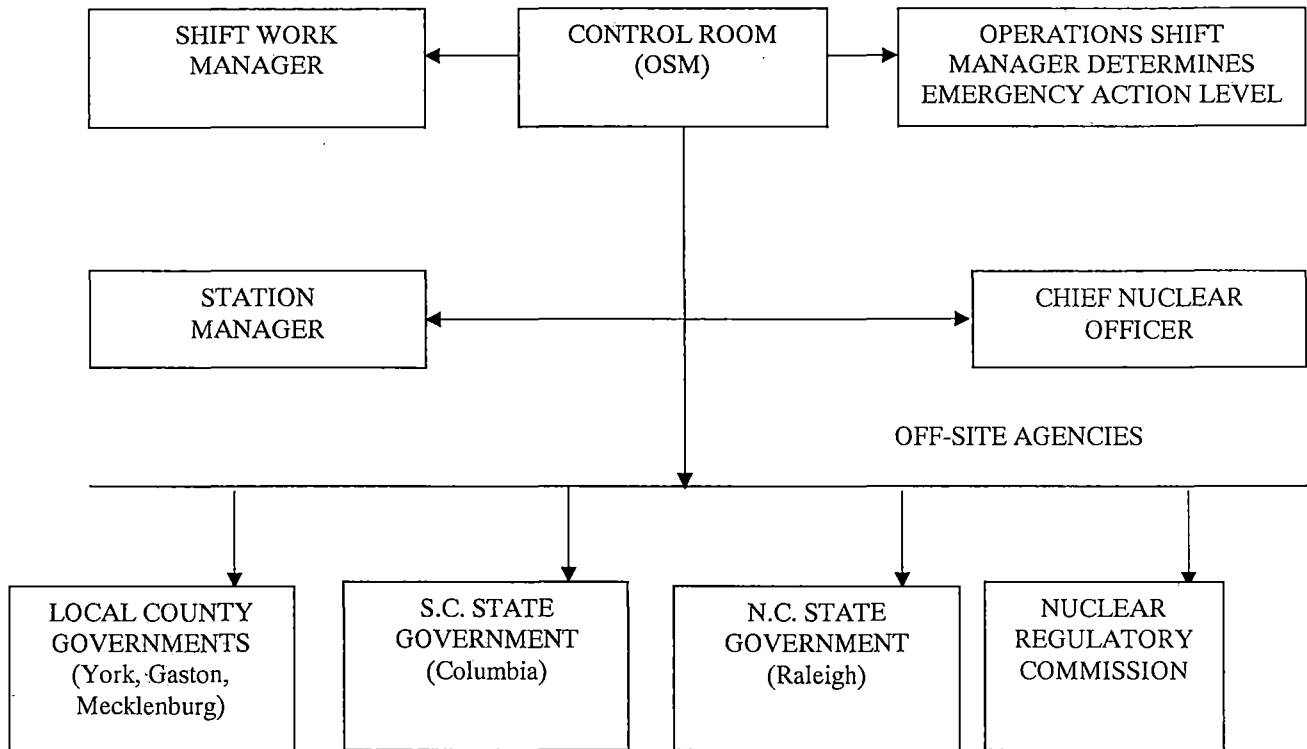 SHIFT WORK
MANAGER
CONTROL ROOM
(OSM)
OPERATIONS SHIFT
MANAGER DETERMINES
EMERGENCY ACTION LEVEL
STATION
MANAGER
CHIEF NUCLEAR
OFFICER
OFF-SITE AGENCIES
LOCAL COUNTY
GOVERNMENTS
(York, Gaston,
Mecklenburg)
S.C. STATE
GOVERNMENT
(Columbia)
N.C. STATE
GOVERNMENT
(Raleigh)
NUCLEAR
REGULATORY
COMMISSION